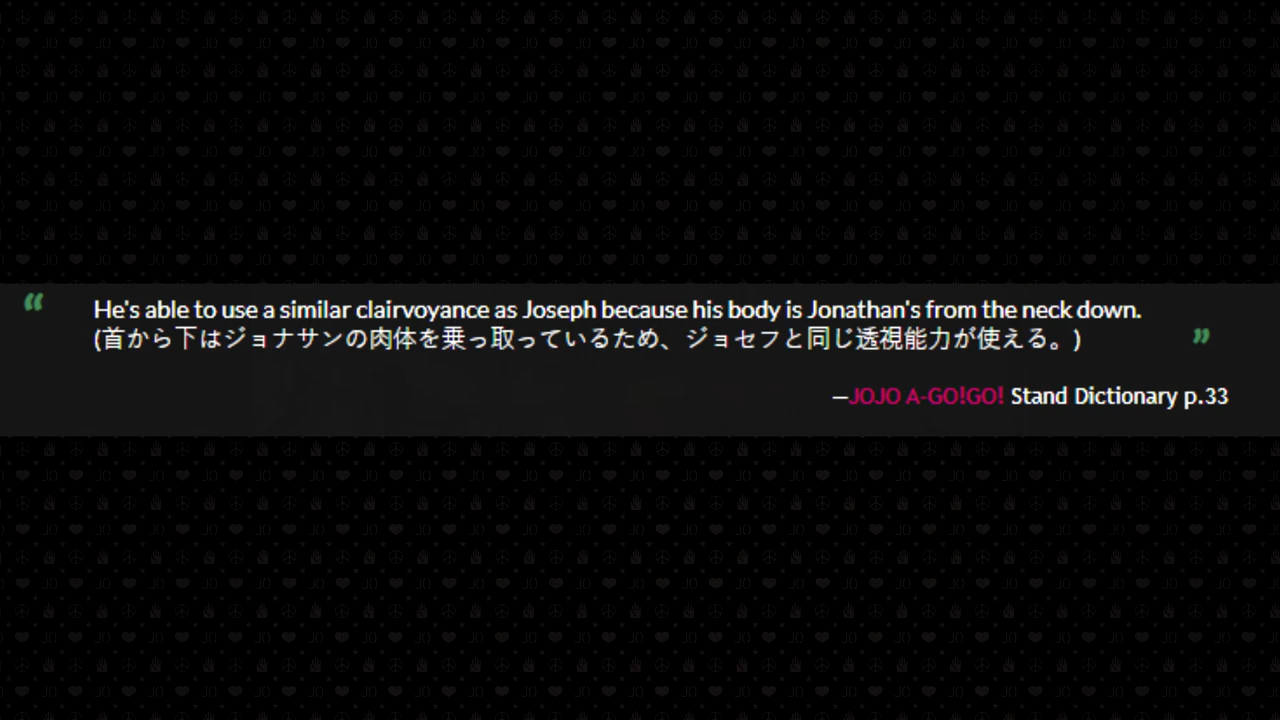 “ He's able to use a similar clairvoyance as Joseph because his body is Jonathan's from the neck down.
(首から下はジョナサンの肉体を乗っ取っているため、ジョセフと同じ透視能力が使える。) ”
—JOJO A-GO!GO! Stand Dictionary p.33